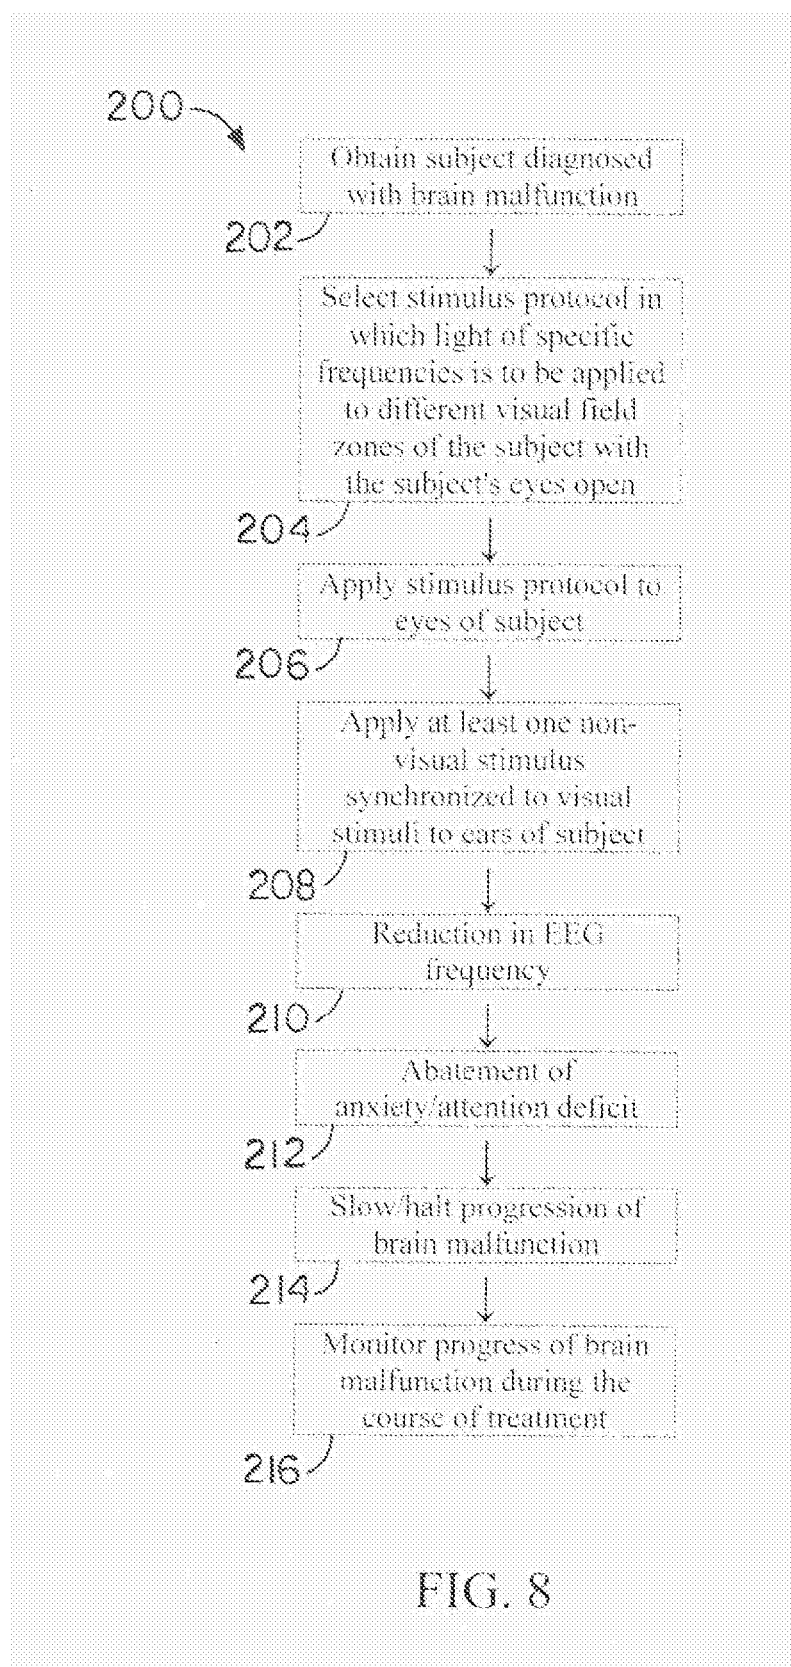 200
Obtain subject diagnosed
with brain malfunction
202
Select stimulus protocol in
which light of specific
frequencies is to be applied
to different visual field
zones of the subject with
the subject's eyes open
204
Apply stimulus protocol to
eyes of subject
206
Apply at least one non-
visual stimulus
synchronized to visual
stimuli to ears of subject
208
Reduction in EEG
frequency
210
Abatement of
anxiety/attention deficit
212
Slow/halt progression of
brain malfunction
214
Monitor progress of brain
malfunction during the
course of treatment
216
FIG. 8